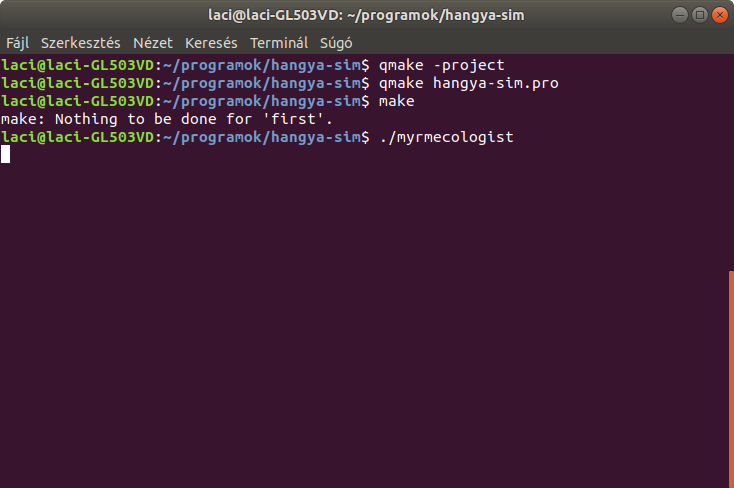 laci@laci-GL503VD: ~/programok/hangya-sim
Fájl Szerkesztés Nézet Keresés Terminál Súgó
laci@laci-GL503VD:~/programok/hangya-sim$ qmake -project
laci@laci-GL503VD:~/programok/hangya-sim$ qmake hangya-sim.pro
laci@laci-GL503VD:~/programok/hangya-sim$ make
make: Nothing to be done for 'first'.
laci@laci-GL503VD:~/programok/hangya-sim$ ./myrmecologist